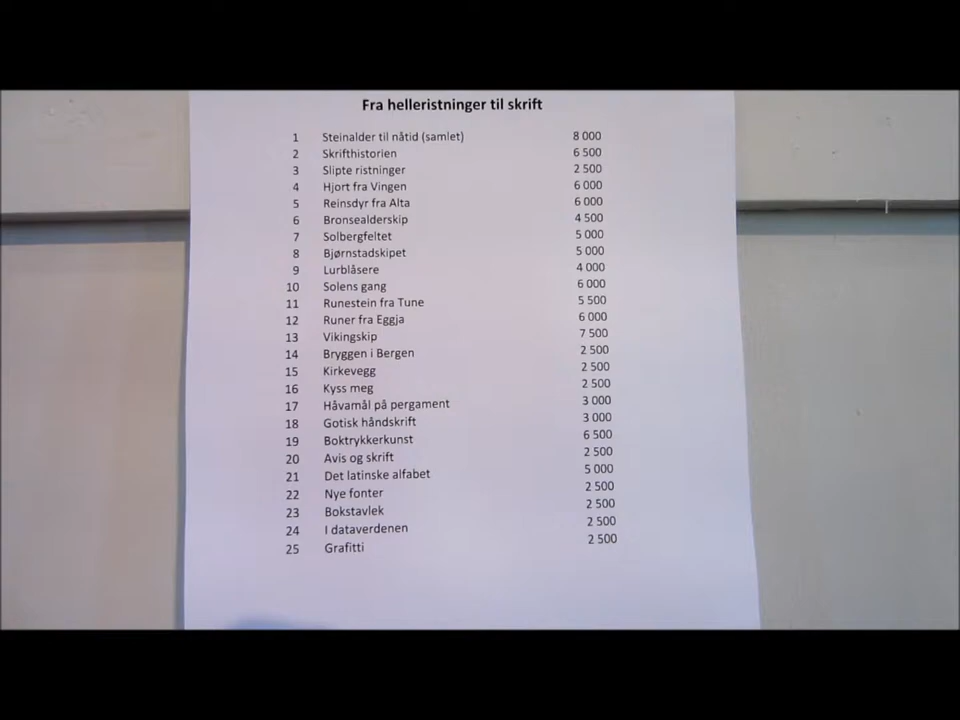 Fra helleristninger til skrift
1 Steinalder til nåtid (samlet) 8 000
2 Skrifthistorien 6 500
3 Slipte ristninger 2 500
4 Hjort fra Vingen 6 000
5 Reinsdyr fra Alta 6 000
6 Bronsealderskip 4 500
7 Solbergfeltet 5 000
8 Bjørnstadskipet 5 000
9 Lurblåsere 4 000
10 Solens gang 6 000
11 Runestein fra Tune 5 500
12 Runer fra Eggja 6 000
13 Vikingskip 7 500
14 Bryggen i Bergen 2 500
15 Kirkevegg 2 500
16 Kyss meg 2 500
17 Håvamål på pergament 3 000
18 Gotisk håndskrift 3 000
19 Boktrykkerkunst 6 500
20 Avis og skrift 2 500
21 Det latinske alfabet 5 000
22 Nye fonter 2 500
23 Bokstavlek 2 500
24 I dataverdenen 2 500
25 Grafitti 2 500